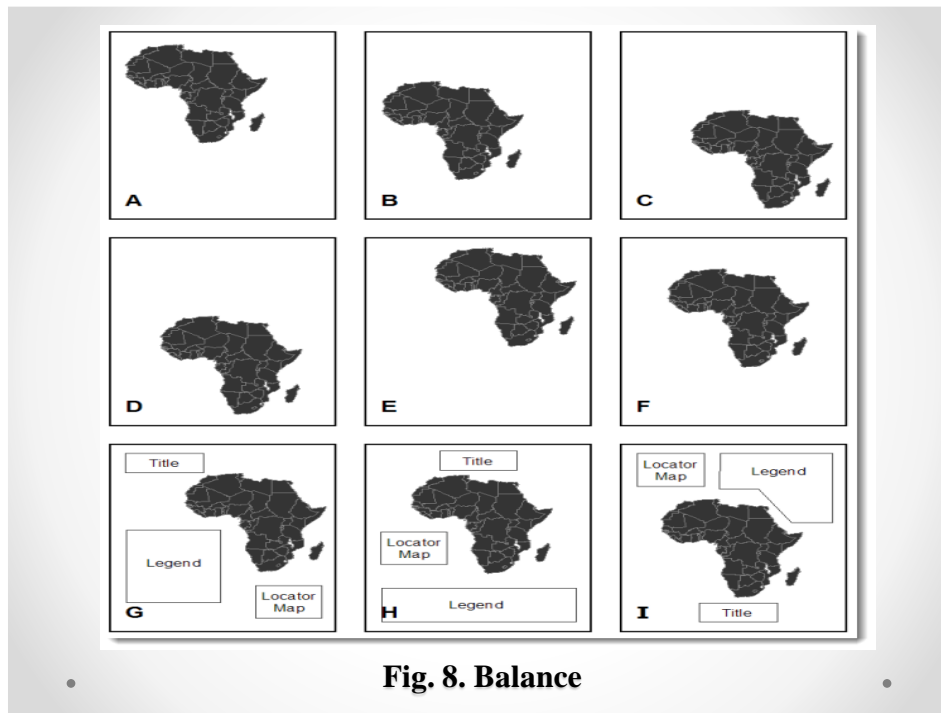 A
B
C
D
E
F
Title
Legend
Locator
Map
G
Title
Locator
Map
Legend
H
Locator
Map
Legend
Title
I
Fig. 8. Balance